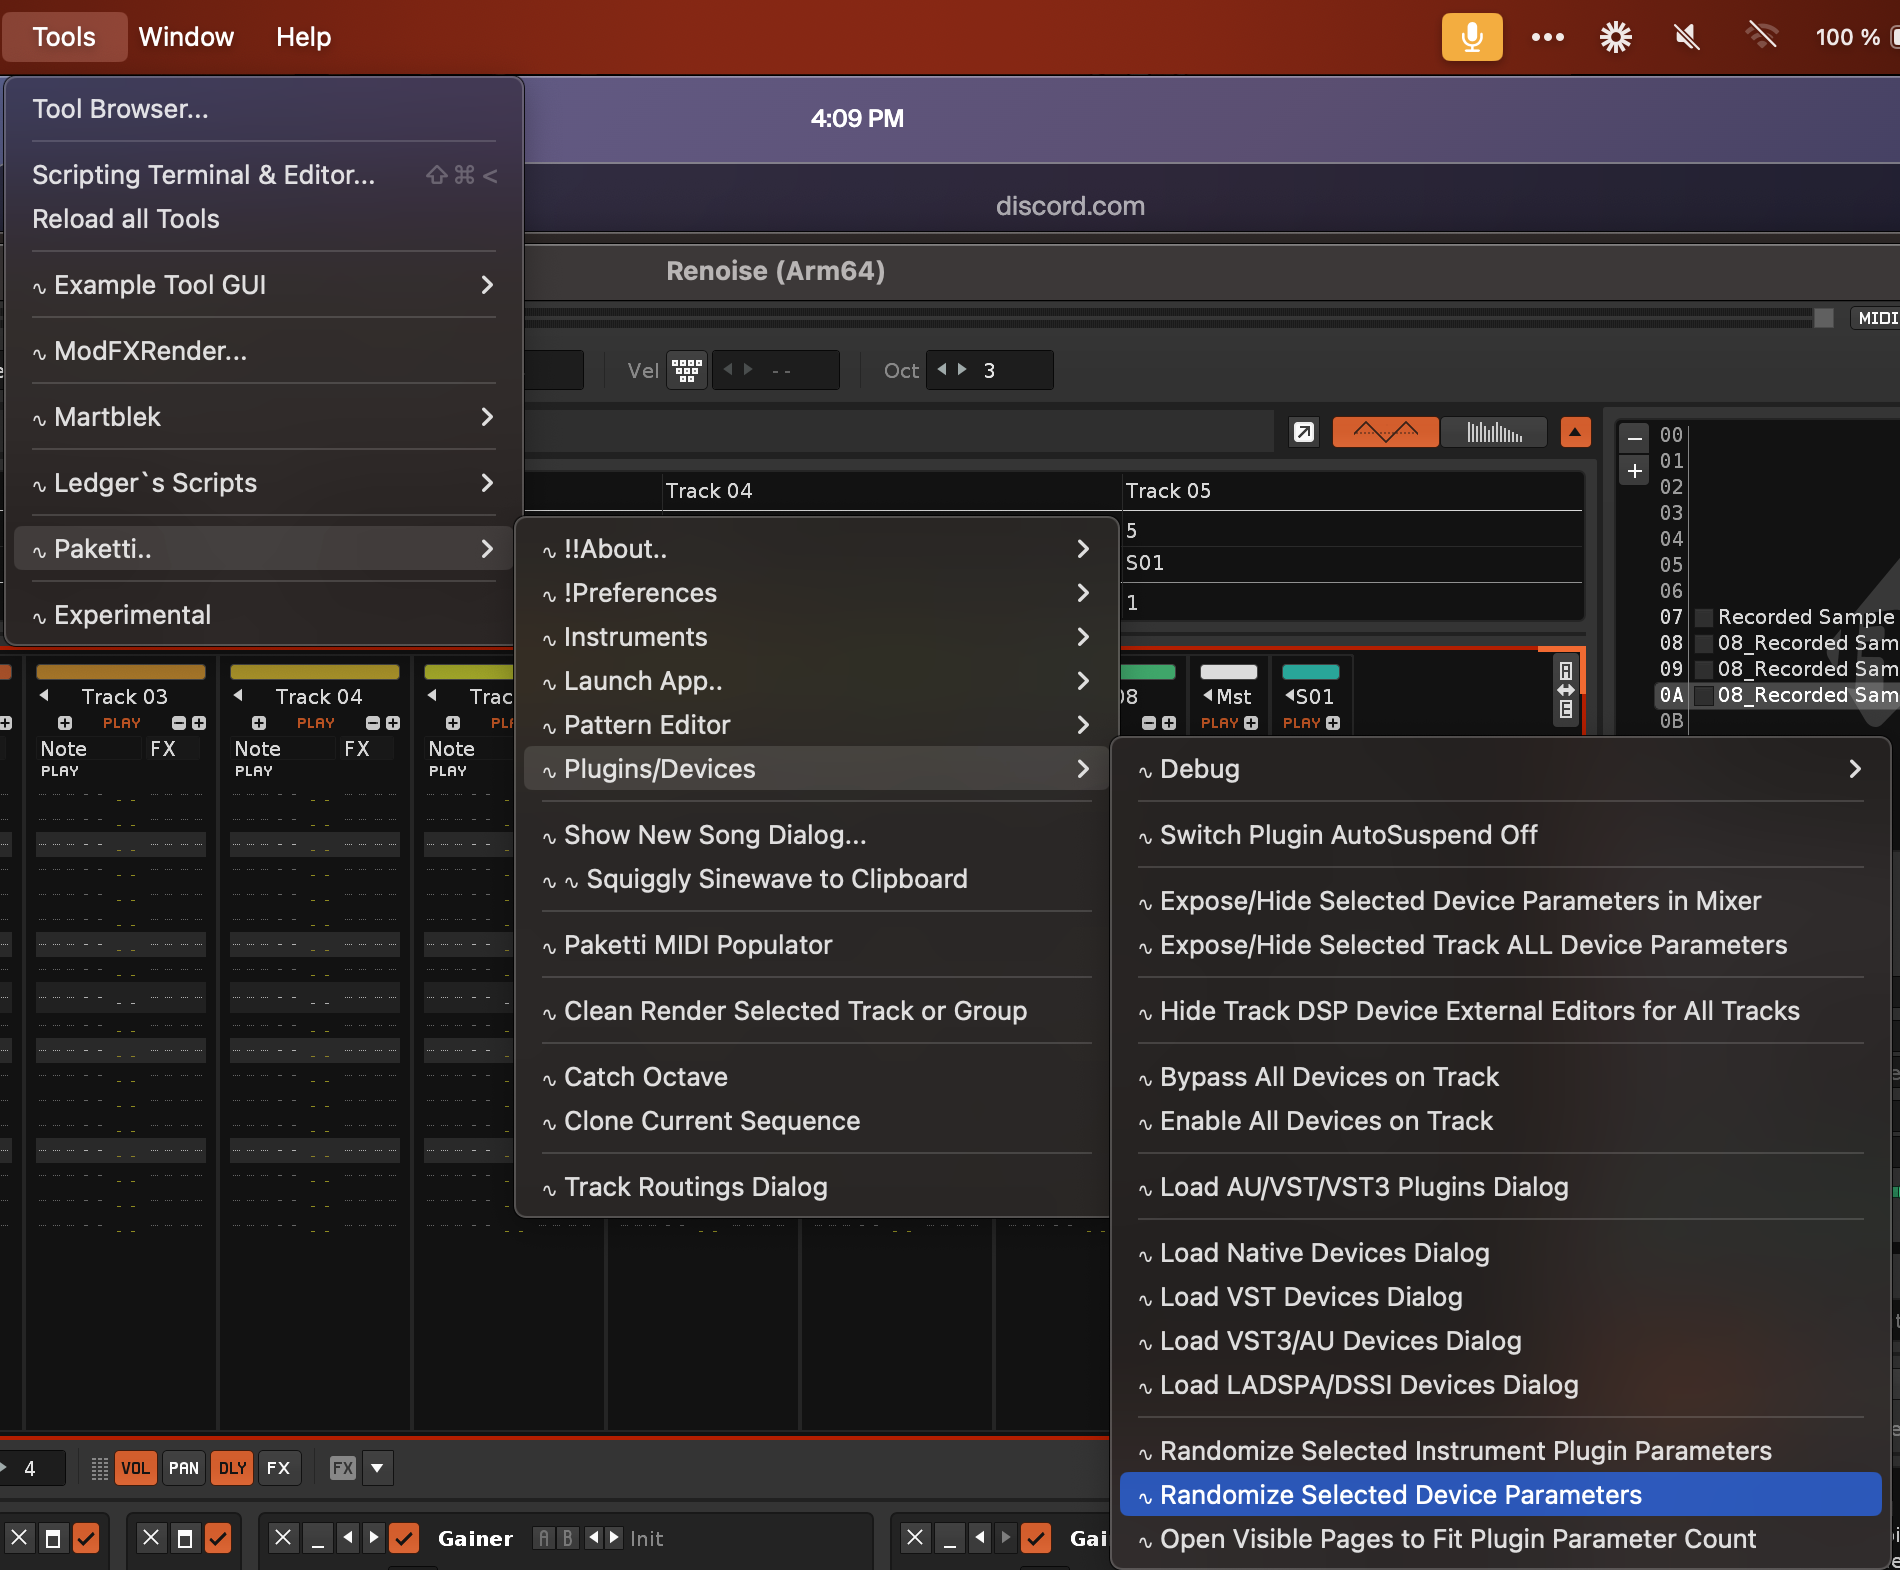 Tools Window Help 100 %
4:09 PM
discord.com
Renoise (Arm64)
Tool Browser...
Scripting Terminal & Editor... ⇧⌘<
Reload all Tools
∿ Example Tool GUI
∿ ModFXRender...
∿ Martblek
∿ Ledger`s Scripts
∿ Paketti..
∿ Experimental
MIDI
Vel -- Oct 3
Track 04 Track 05
5
S01
1
00
01
02
03
04
05
06
07 Recorded Sample
08 08_Recorded Sam
09 08_Recorded Sam
0A 08_Recorded Sam
0B
∿ !!About..
∿ !Preferences
∿ Instruments
∿ Launch App..
∿ Pattern Editor
∿ Plugins/Devices
∿ Show New Song Dialog...
∿ ∿ Squiggly Sinewave to Clipboard
∿ Paketti MIDI Populator
∿ Clean Render Selected Track or Group
∿ Catch Octave
∿ Clone Current Sequence
∿ Track Routings Dialog
Track 03 Track 04 Trac 08 Mst S01
PLAY PLAY PL PLAY PLAY
Note FX Note FX Note
PLAY PLAY PLAY
∿ Debug
∿ Switch Plugin AutoSuspend Off
∿ Expose/Hide Selected Device Parameters in Mixer
∿ Expose/Hide Selected Track ALL Device Parameters
∿ Hide Track DSP Device External Editors for All Tracks
∿ Bypass All Devices on Track
∿ Enable All Devices on Track
∿ Load AU/VST/VST3 Plugins Dialog
∿ Load Native Devices Dialog
∿ Load VST Devices Dialog
∿ Load VST3/AU Devices Dialog
∿ Load LADSPA/DSSI Devices Dialog
∿ Randomize Selected Instrument Plugin Parameters
∿ Randomize Selected Device Parameters
∿ Open Visible Pages to Fit Plugin Parameter Count
4 VOL PAN DLY FX FX
Gainer A B Init Gai